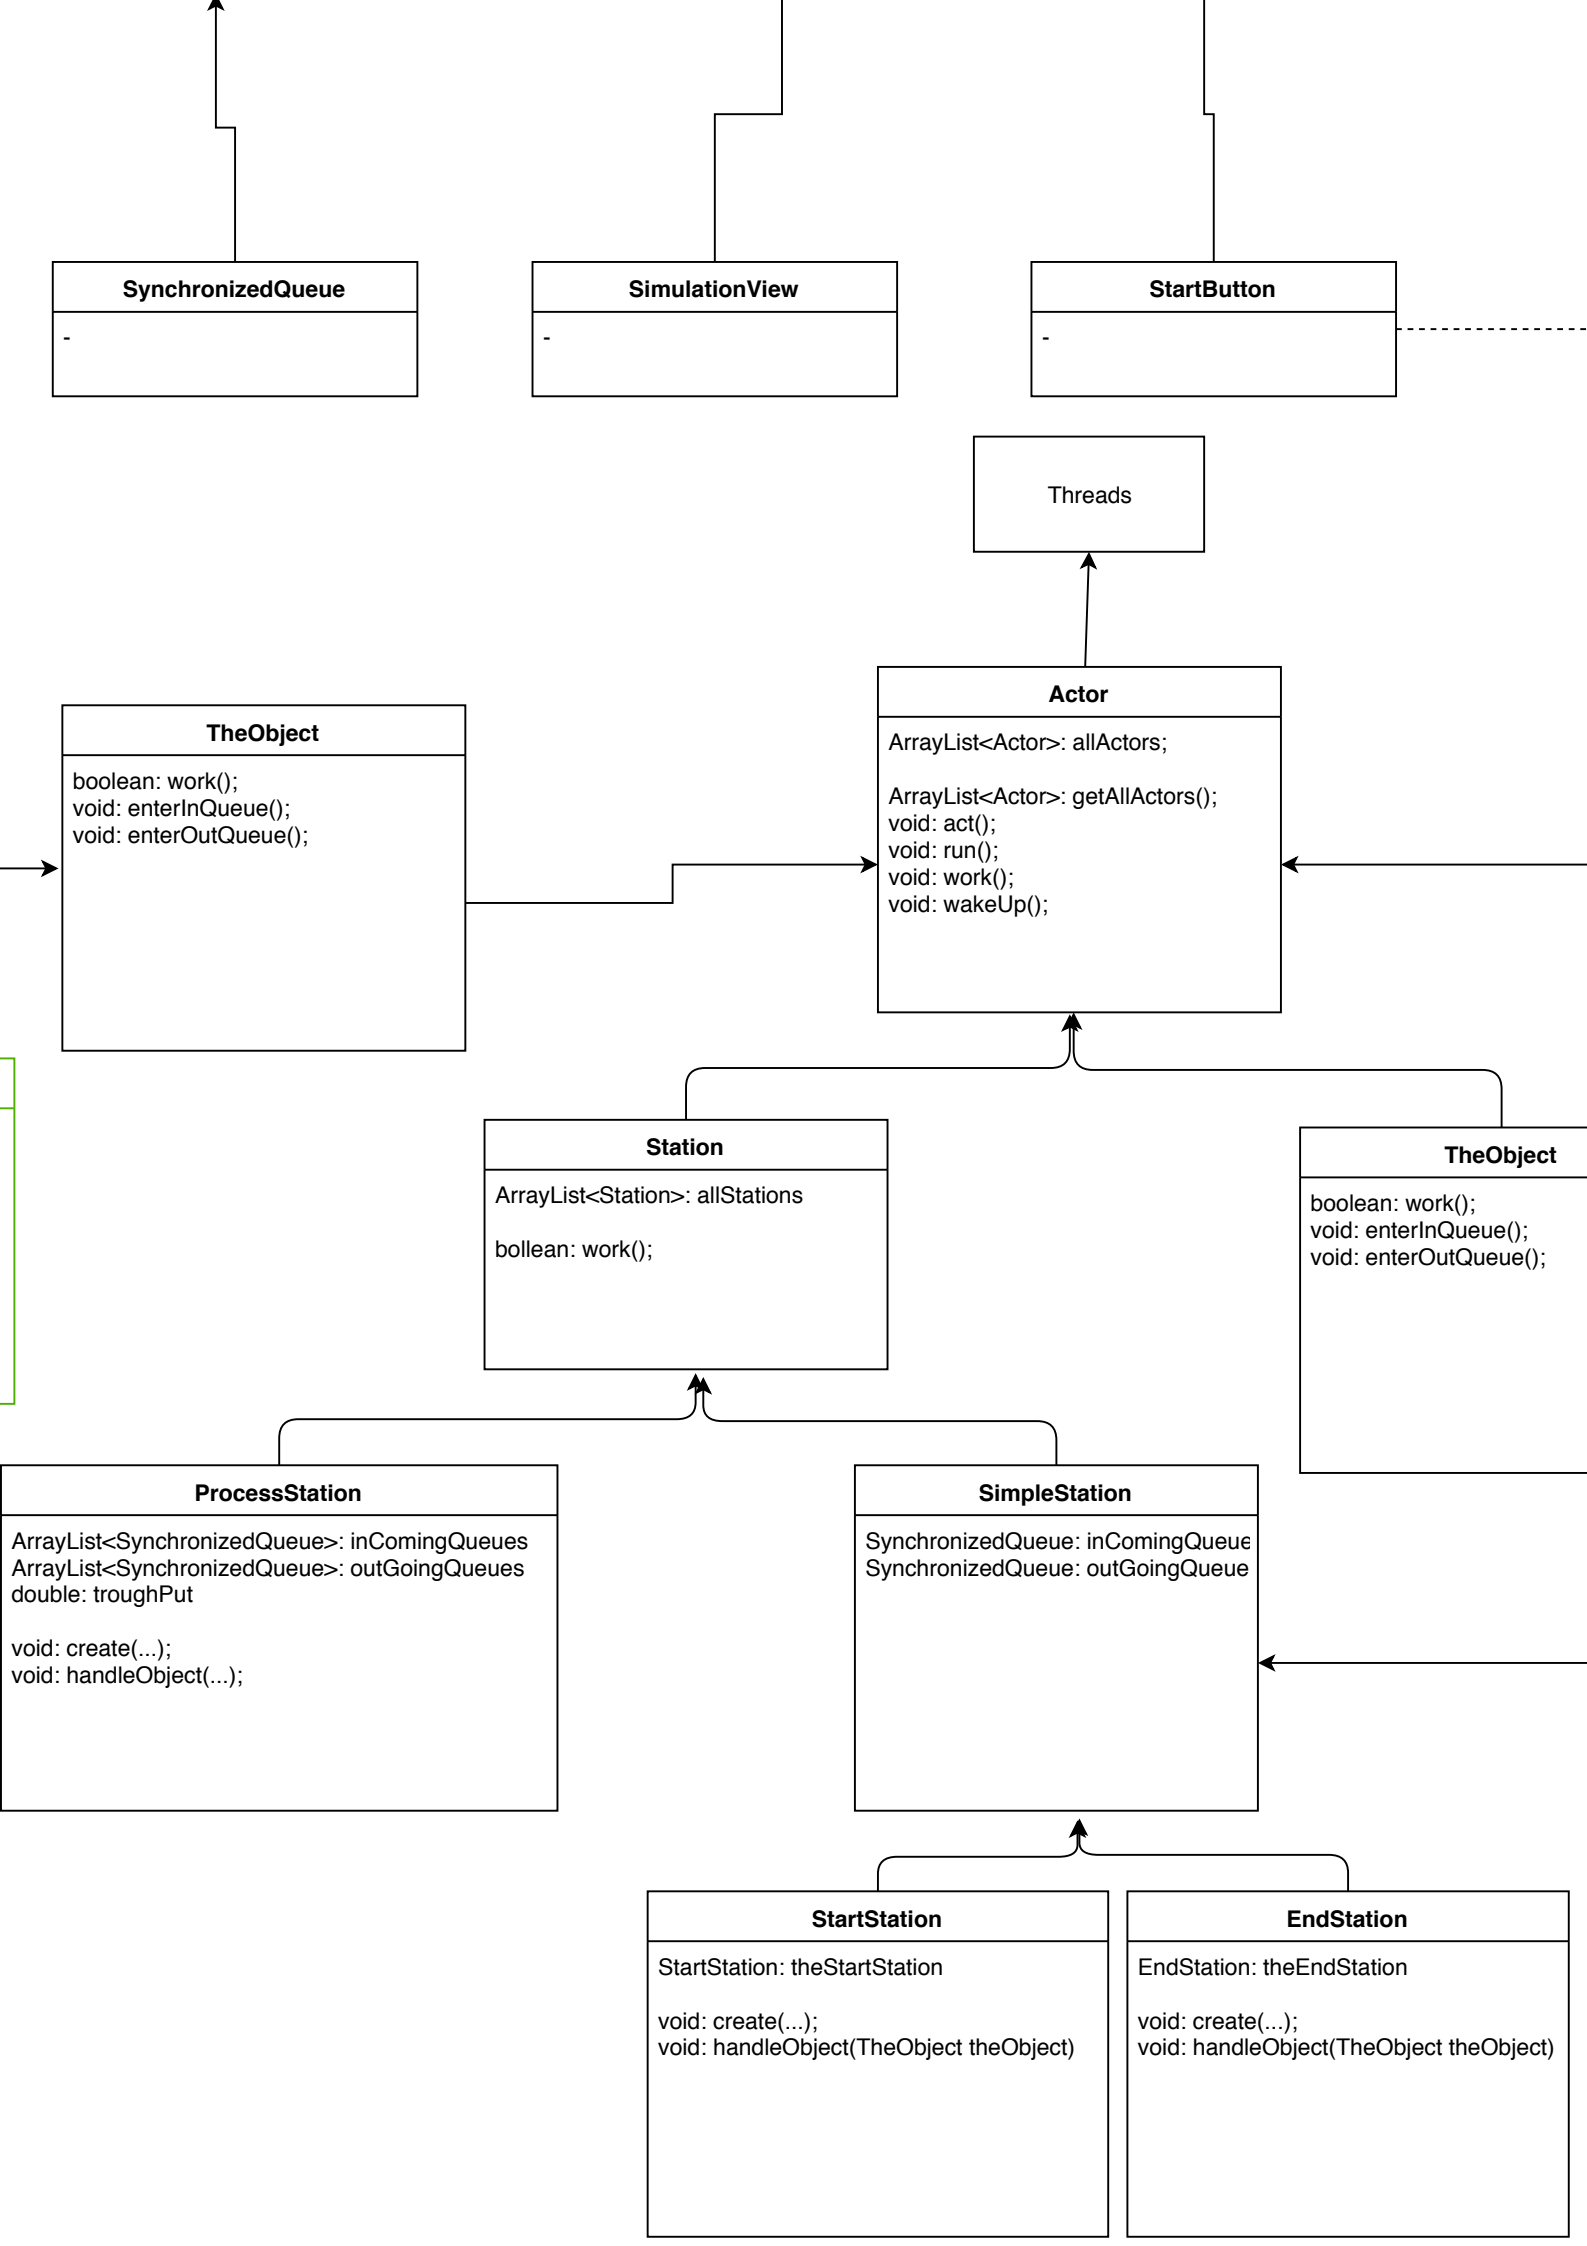 SynchronizedQueue
-
SimulationView
-
StartButton
-
Threads
TheObject
boolean: work();
void: enterInQueue();
void: enterOutQueue();
Actor
ArrayList<Actor>: allActors;
ArrayList<Actor>: getAllActors();
void: act();
void: run();
void: work();
void: wakeUp();
Station
ArrayList<Station>: allStations
bollean: work();
TheObject
boolean: work();
void: enterInQueue();
void: enterOutQueue();
ProcessStation
ArrayList<SynchronizedQueue>: inComingQueues
ArrayList<SynchronizedQueue>: outGoingQueues
double: troughPut
void: create(...);
void: handleObject(...);
SimpleStation
SynchronizedQueue: inComingQueue
SynchronizedQueue: outGoingQueue
StartStation
StartStation: theStartStation
void: create(...);
void: handleObject(TheObject theObject)
EndStation
EndStation: theEndStation
void: create(...);
void: handleObject(TheObject theObject)